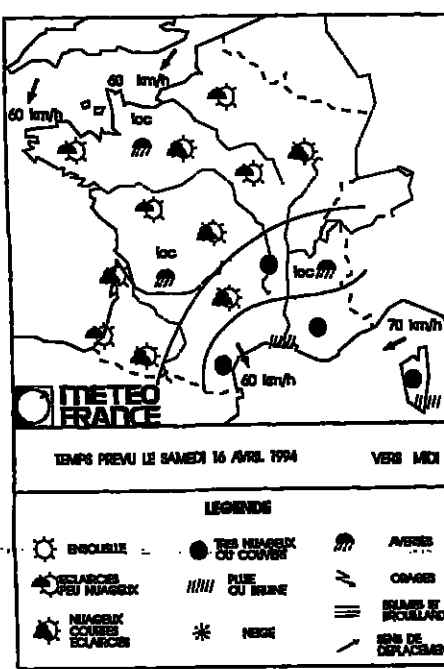 60 km/h
60 km/h
loc
loc
loc
70 km/h
60 km/h
METEO
FRANCE
TEMPS PREVU LE SAMEDI 16 AVRIL 1994 VERS MIDI
LEGENDE
ENSOLEILLE
TRES NUAGEUX
OU COUVERT
AVERSES
ECLAIRCIES
PEU NUAGEUX
PLUIE
OU BRUINE
ORAGES
NUAGEUX
COURTES
ECLAIRCIES
NEIGE
BRUMES ET
BROUILLARDS
SENS DE
DEPLACEMENT